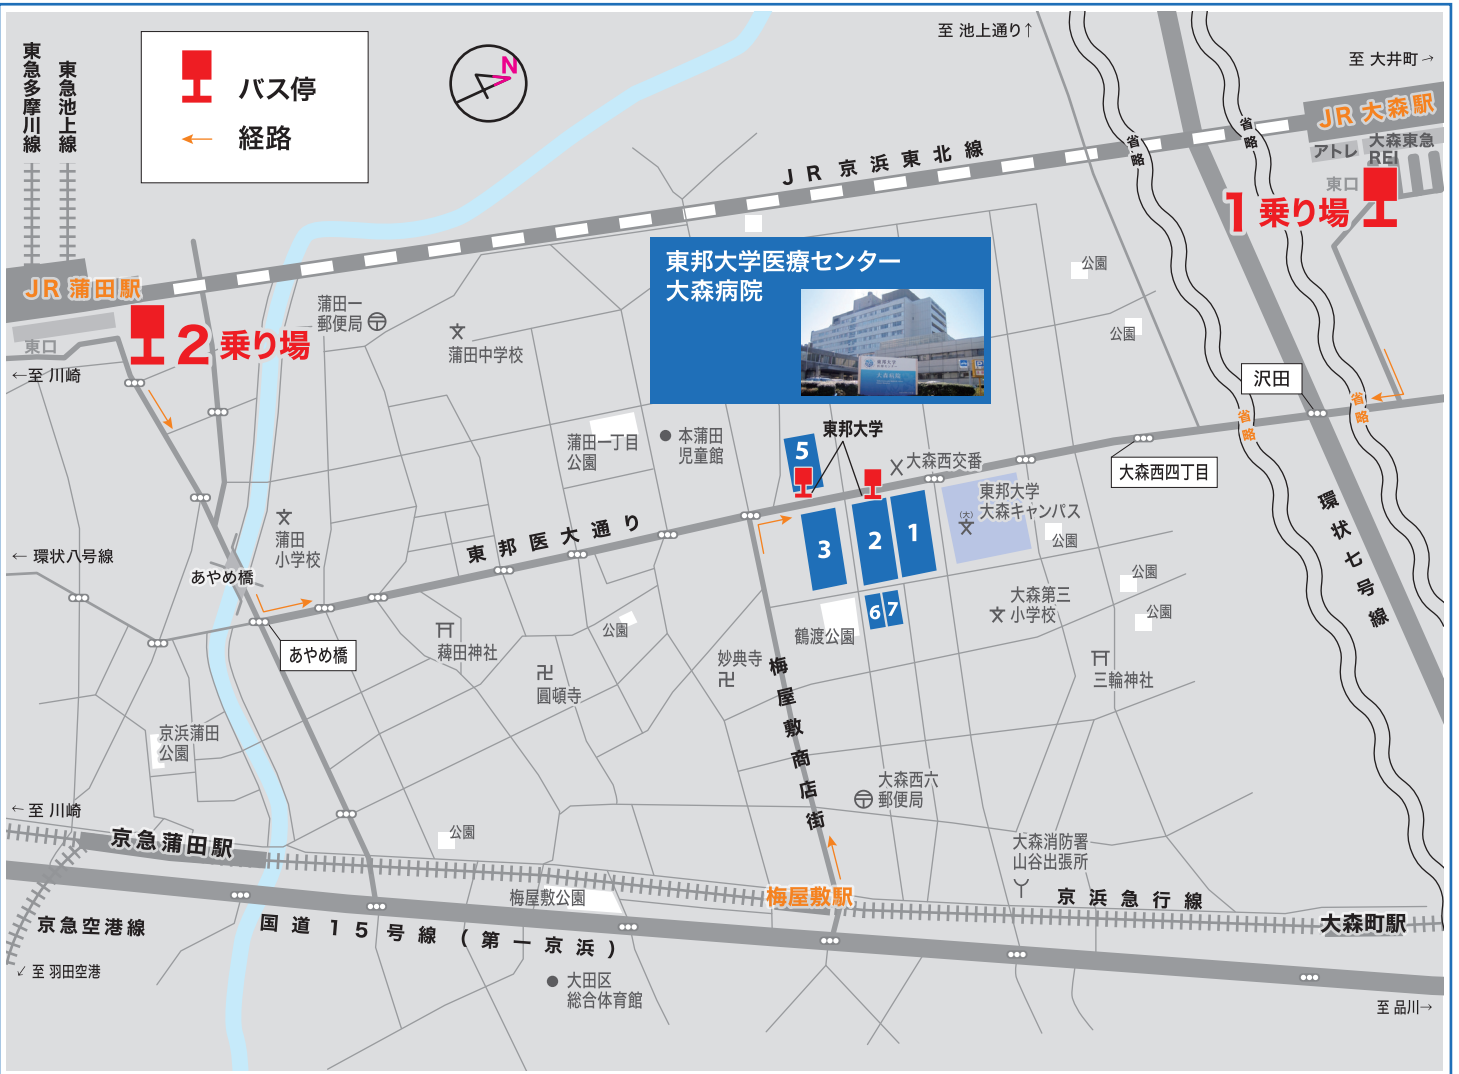 東急多摩川線
東急池上線
バス停
経路
N
至 池上通り↑
至 大井町→
JR 大森駅
アトレ
大森東急
REI
東口
1 乗り場
省略
省略
JR 京浜東北線
JR 蒲田駅
東口
2 乗り場
←至 川崎
蒲田一
郵便局
蒲田中学校
東邦大学医療センター
大森病院
公園
公園
沢田
省略
省略
蒲田一丁目
公園
本蒲田
児童館
東邦大学
5
大森西交番
大森西四丁目
東邦大学
大森キャンパス
(大)
文
公園
3
2
1
6
7
環状七号線
←環状八号線
蒲田
小学校
あやめ橋
あやめ橋
東邦医大通り
薭田神社
圓頓寺
公園
妙典寺
鶴渡公園
大森第三
小学校
公園
公園
三輪神社
梅屋敷商店街
京浜蒲田
公園
←至 川崎
京急蒲田駅
公園
大森西六
郵便局
大森消防署
山谷出張所
梅屋敷公園
梅屋敷駅
京浜急行線
大森町駅
京急空港線
国道15号線(第一京浜)
↙至 羽田空港
大田区
総合体育館
至 品川→